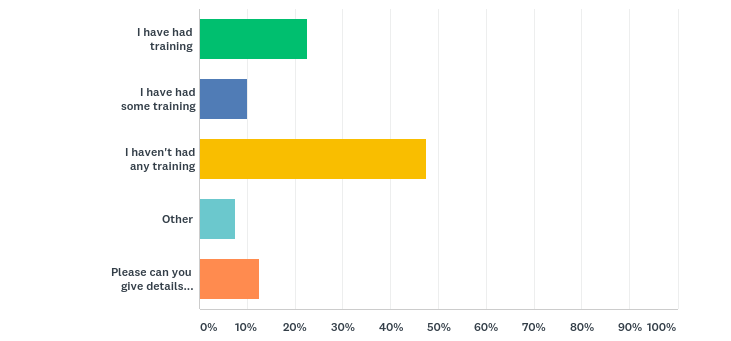 I have had
training
I have had
some training
I haven't had
any training
Other
Please can you
give details...
0% 10% 20% 30% 40% 50% 60% 70% 80% 90% 100%